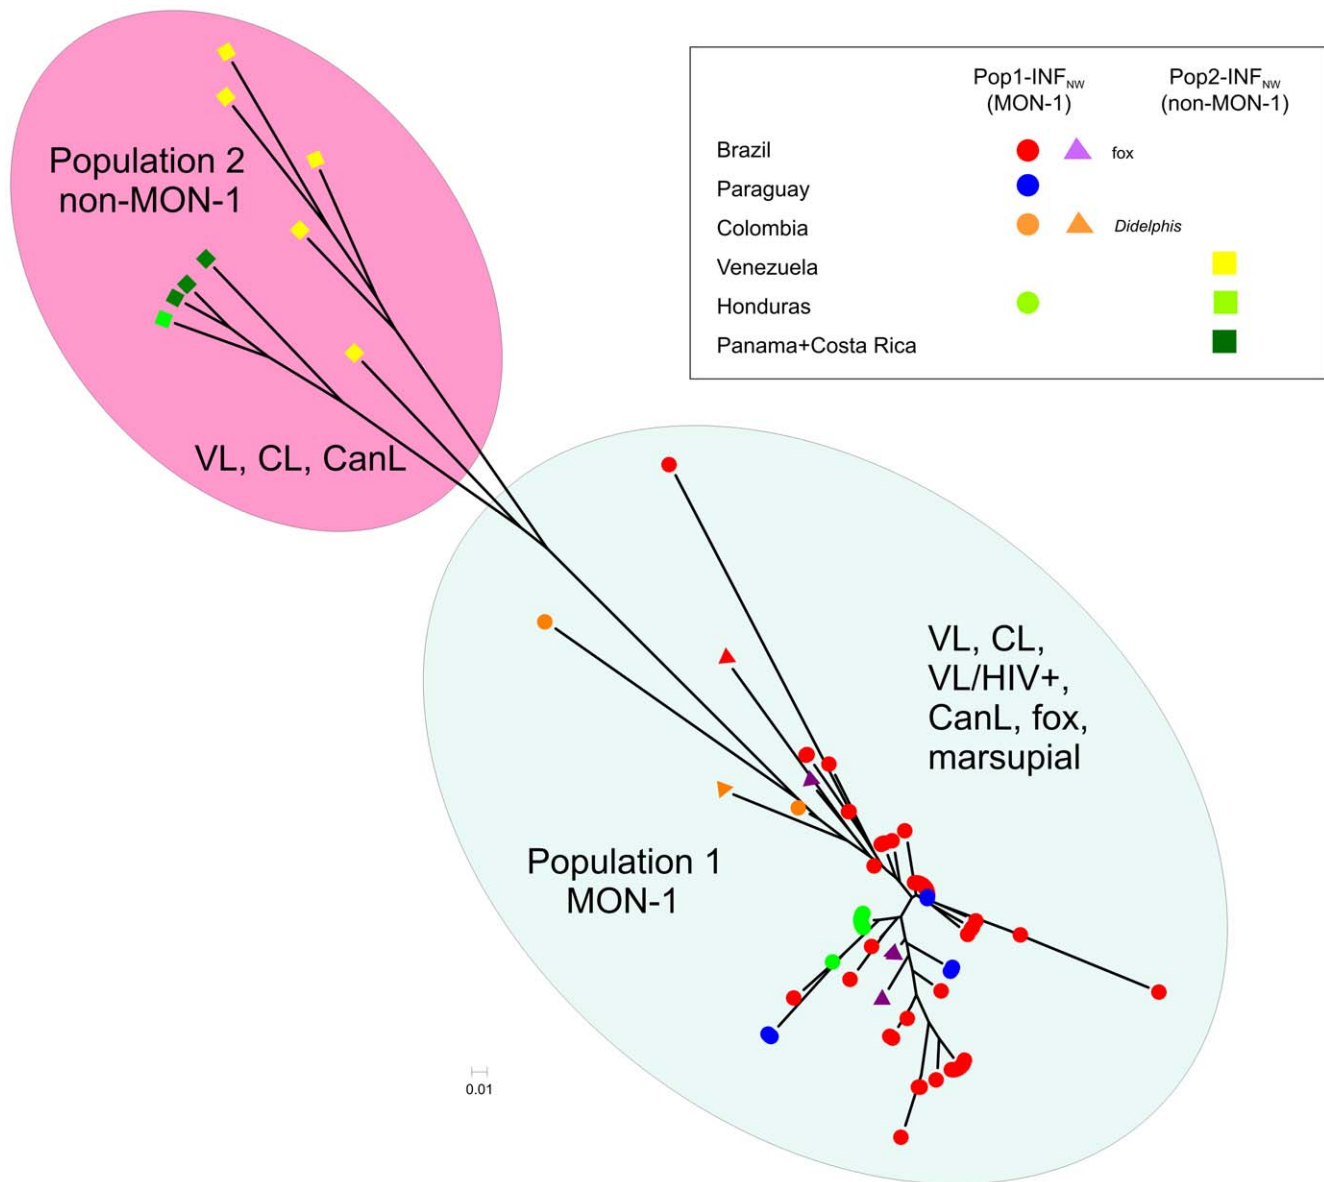 Population 2
non-MON-1
VL, CL, CanL
Pop1-INFNW
(MON-1)
Pop2-INFNW
(non-MON-1)
Brazil
fox
Paraguay
Colombia
Didelphis
Venezuela
Honduras
Panama+Costa Rica
VL, CL,
VL/HIV+,
CanL, fox,
marsupial
Population 1
MON-1
0.01